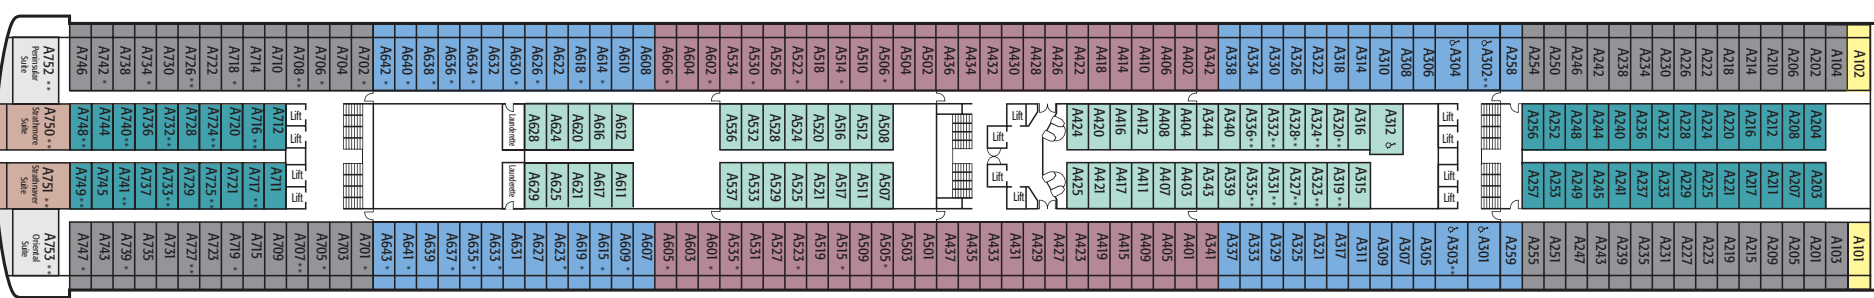 A752 ** Peninsular Suite
A746
A742 *
A738
A734 *
A730
A726 **
A722
A718 *
A714
A710
A708 **
A706 *
A704
A702 *
A642 *
A640 *
A638 *
A636 *
A634 *
A632
A630
A626 *
A622
A618 *
A614 *
A610
A608
A606 *
A604
A602 *
A534
A530 *
A526
A522 *
A518
A514 *
A510
A500 *
A504
A502
A436
A432
A430
A428
A426
A422
A418
A414
A410
A406
A402
A342
A338
A334
A330
A326
A322
A318
A314
A310
A308
A306
A304
A302 **
A258
A254
A250
A246
A242
A238
A234
A230
A226
A222
A218
A214
A210
A206
A202
A104
A102
A750 ** Strathmore Suite
A748 **
A744
A740 **
A736
A732 **
A728
A724 **
A720
A716 **
A712
Lift
Lift
Launderette
A628
A624
A620
A616
A612
A536
A532
A528
A524
A520
A516
A512
A508
Lift
Lift
A424
A420
A416
A412
A408
A404
A344
A340
A336 **
A332 **
A328 **
A324 **
A320 **
A316
A312
Lift
Lift
A256
A252
A248
A244
A240
A236
A232
A228
A224
A220
A216
A212
A208
A204
A751 ** Strathnaver Suite
A749 **
A745
A741 **
A737
A733 **
A729
A725 **
A721
A717 **
A711
Lift
Lift
Launderette
A629
A625
A621
A617
A611
A537
A533
A529
A525
A521
A517
A511
A507
Lift
Lift
A425
A421
A417
A411
A407
A403
A343
A339
A335 **
A331 **
A327 **
A323 **
A319 **
A315
Lift
Lift
A257
A253
A249
A245
A241
A237
A233
A229
A225
A221
A217
A211
A207
A203
A753 ** Oriental Suite
A747 *
A743
A739 *
A735
A731
A727 **
A723
A719 *
A715
A709
A707 **
A705 *
A703
A701 *
A643 *
A641 *
A639
A637 *
A635 *
A633 *
A631
A627
A623 *
A619 *
A615 *
A609 *
A607
A605 *
A603
A601 *
A535 *
A531
A527
A523 *
A519
A515 *
A509
A505 *
A503
A501
A437
A435
A433
A431
A429
A427
A423
A419
A415
A409
A405
A401
A341
A337
A333
A329
A325
A321
A317
A311
A309
A307
A305
A303 **
A301
A259
A255
A251
A247
A243
A239
A235
A231
A227
A223
A219
A215
A209
A205
A201
A103
A101